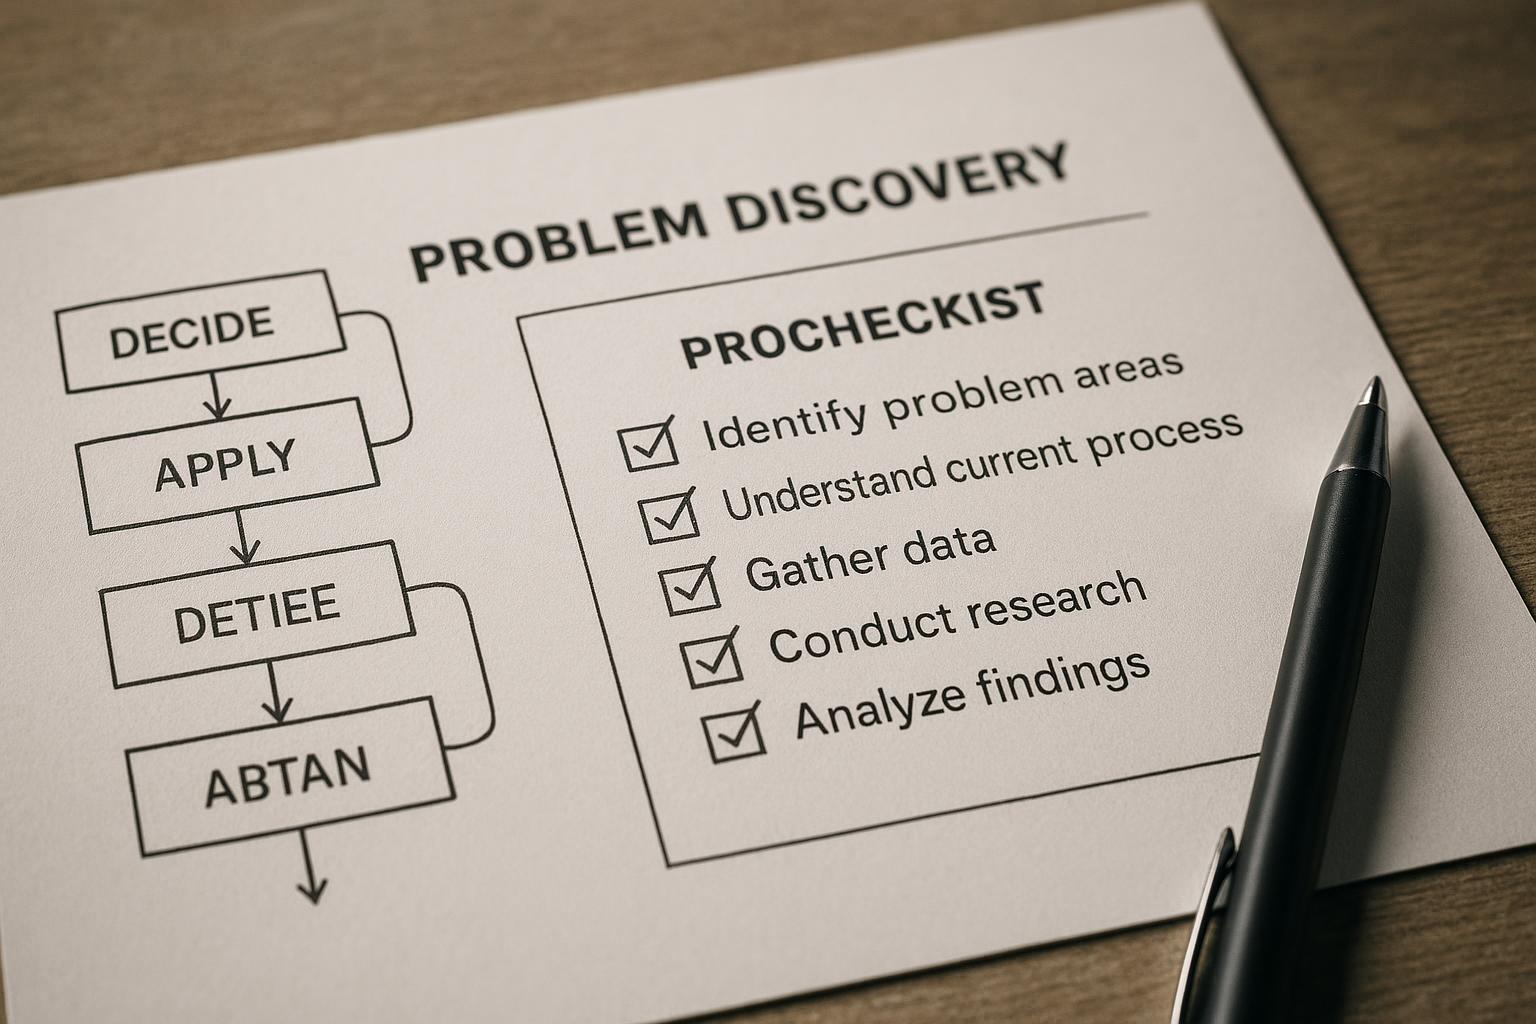 PROBLEM DISCOVERY
DECIDE
APPLY
DETIEE
ABTAN
PROCHECKIST
Identify problem areas
Understand current process
Gather data
Conduct research
Analyze findings